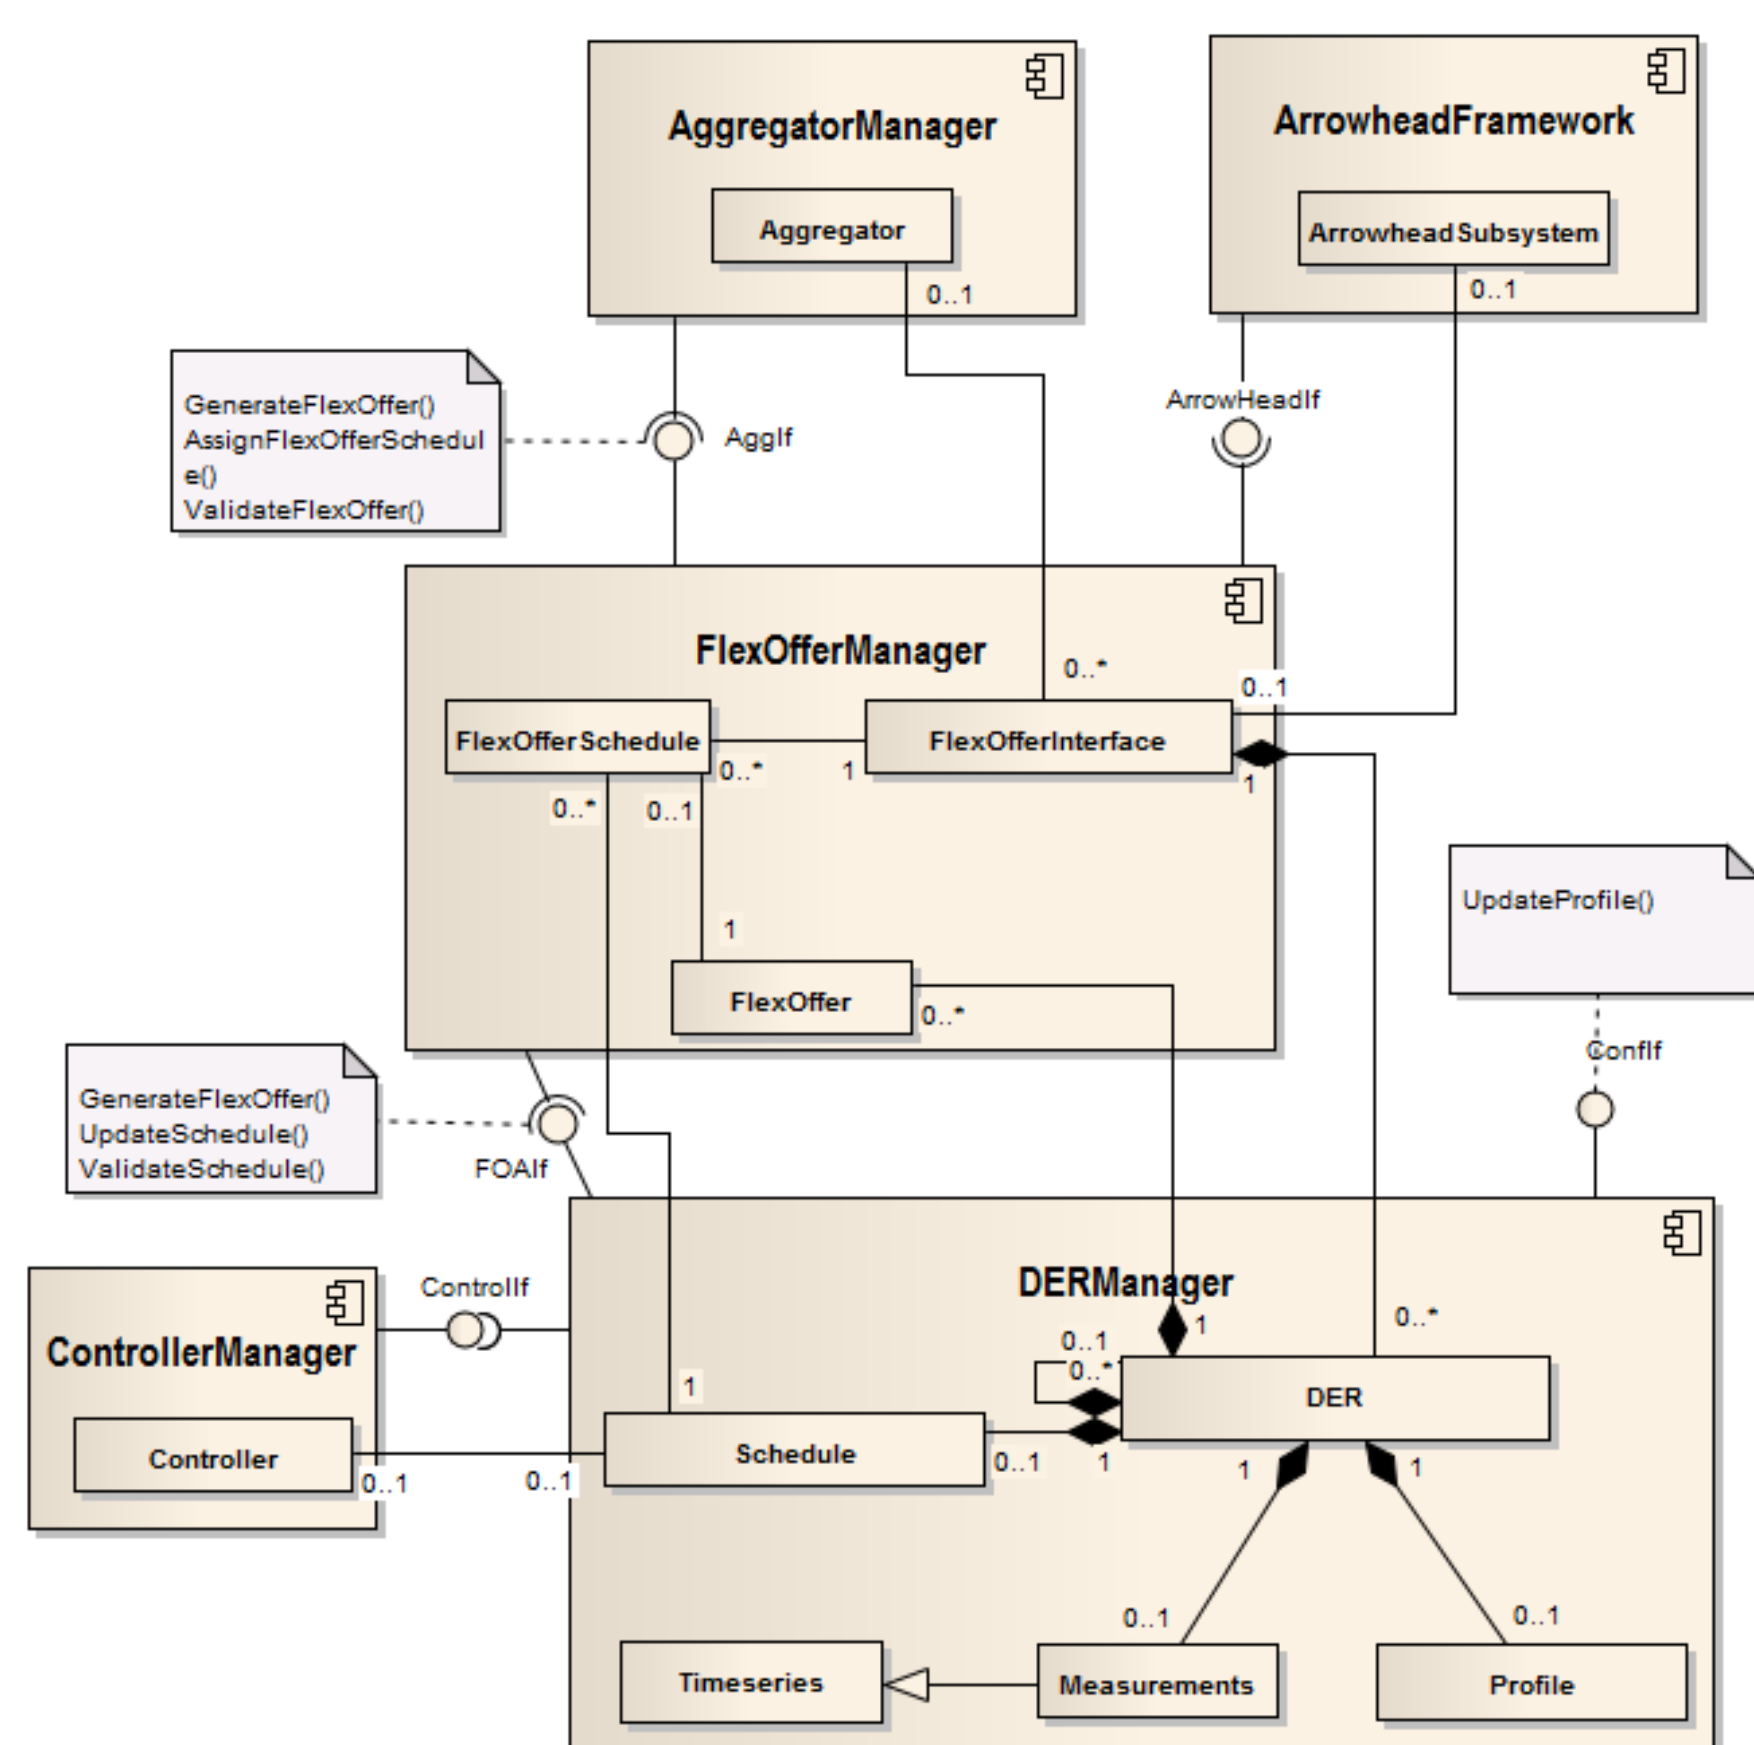 AggregatorManager
Aggregator
0..1
ArrowheadFramework
ArrowheadSubsystem
0..1
GenerateFlexOffer()
AssignFlexOfferSchedul
e()
ValidateFlexOffer()
AggIf
ArrowHeadIf
FlexOfferManager
0..*
0..1
FlexOfferSchedule
FlexOfferInterface
0..*
1
1
0..*
0..1
1
FlexOffer
0..*
UpdateProfile()
ConfIf
GenerateFlexOffer()
UpdateSchedule()
ValidateSchedule()
FOAIf
ControllerManager
ControlIf
Controller
0..1
0..1
DERManager
1
0..*
0..1
0..*
1
DER
Schedule
0..1
1
1
1
0..1
0..1
Timeseries
Measurements
Profile